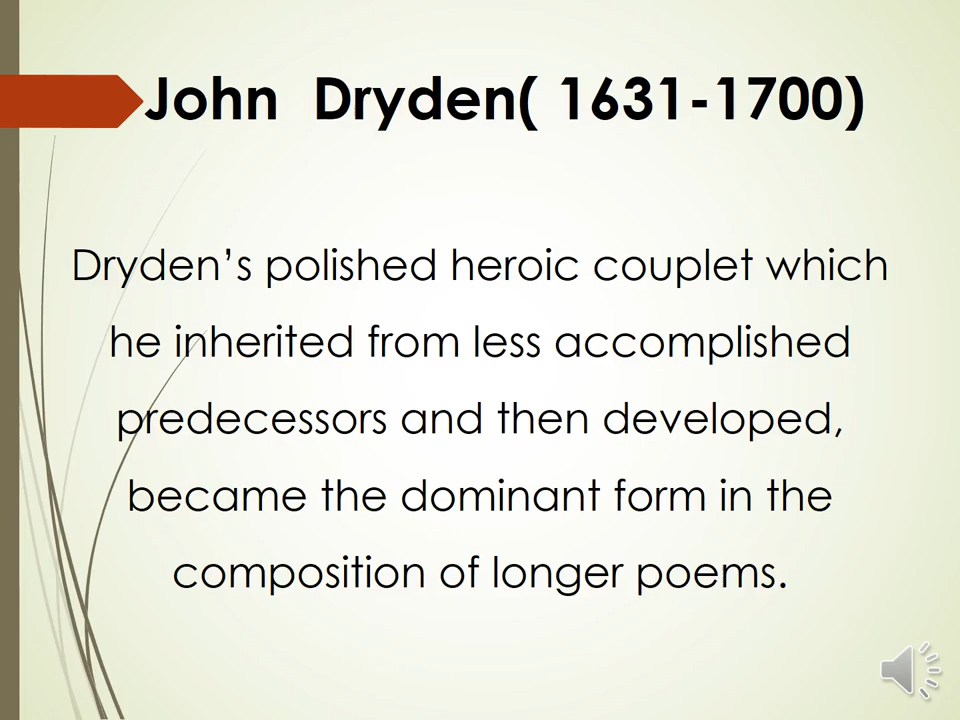 John  Dryden( 1631-1700)
Dryden’s polished heroic couplet which
he inherited from less accomplished
predecessors and then developed,
became the dominant form in the
composition of longer poems.